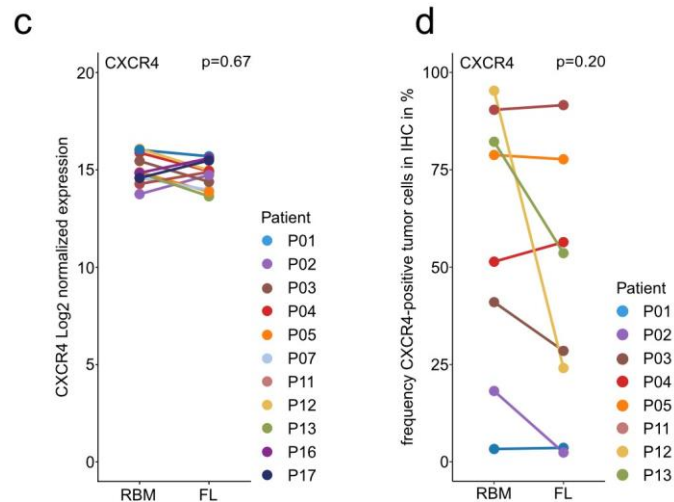 c
CXCR4 p=0.67
CXCR4 Log2 normalized expression
20
15
10
5
0
RBM FL
Patient
P01
P02
P03
P04
P05
P07
P11
P12
P13
P16
P17
d
CXCR4 p=0.20
frequency CXCR4-positive tumor cells in IHC in %
100
75
50
25
0
RBM FL
Patient
P01
P02
P03
P04
P05
P11
P12
P13